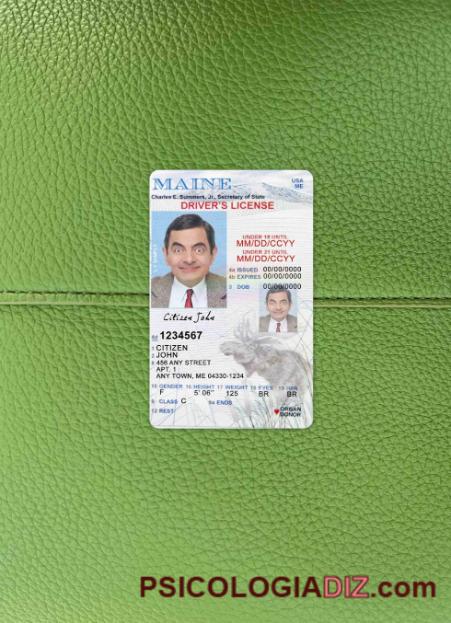 MAINE
USA
ME
Charles E. Summers, Jr., Secretary of State
DRIVER'S LICENSE
UNDER 18 UNTIL
MM/DD/CCYY
UNDER 21 UNTIL
MM/DD/CCYY
4a ISSUED 00/00/0000
4b EXPIRES 00/00/0000
3 DOB 00/00/0000
Citizen John
1234567
1 CITIZEN
2 JOHN
8 456 ANY STREET
APT. 1
ANY TOWN, ME 04330-1234
15 GENDER 16 HEIGHT 17 WEIGHT 18 EYES 19 HAIR
F 5' 06" 125 BR BR
9 CLASS C 9a ENDS
12 REST
ORGAN
DONOR
PSICOLOGIADIZ.com